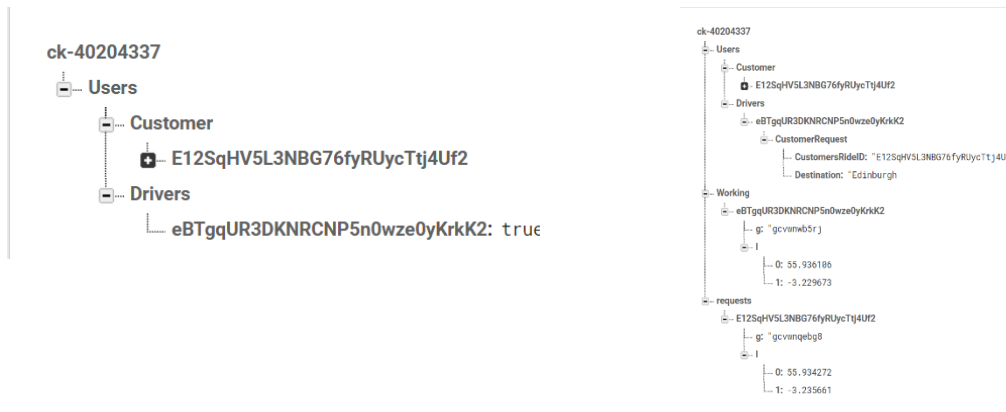 ck-40204337
Users
Customer
E12SqHV5L3NBG76fyRUycTtj4Uf2
Drivers
eBTgqUR3DKNRCNP5n0wze0yKrkK2: true
ck-40204337
Users
Customer
E12SqHV5L3NBG76fyRUycTtj4Uf2
Drivers
eBTgqUR3DKNRCNP5n0wze0yKrkK2
CustomerRequest
CustomersRideID: "E12SqHV5L3NBG76fyRUycTtj4U
Destination: "Edinburgh
Working
eBTgqUR3DKNRCNP5n0wze0yKrkK2
g: "gcvwnwb5rj
l
0: 55.936106
1: -3.229673
requests
E12SqHV5L3NBG76fyRUycTtj4Uf2
g: "gcvwnqebg8
l
0: 55.934272
1: -3.235661